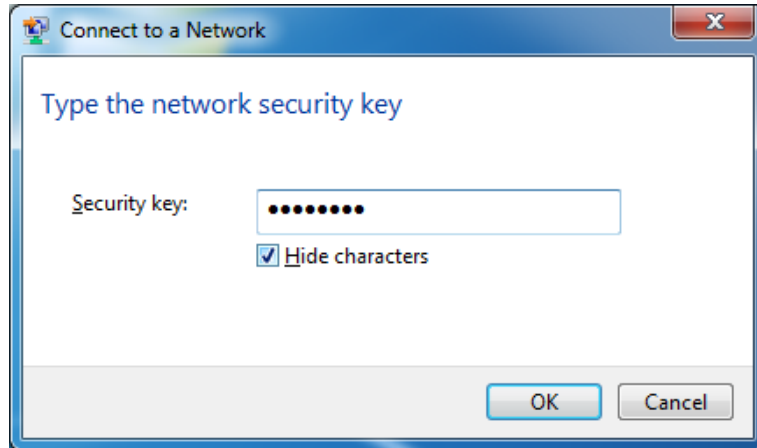 Connect to a Network
Type the network security key
Security key: ••••••••
Hide characters
OK Cancel